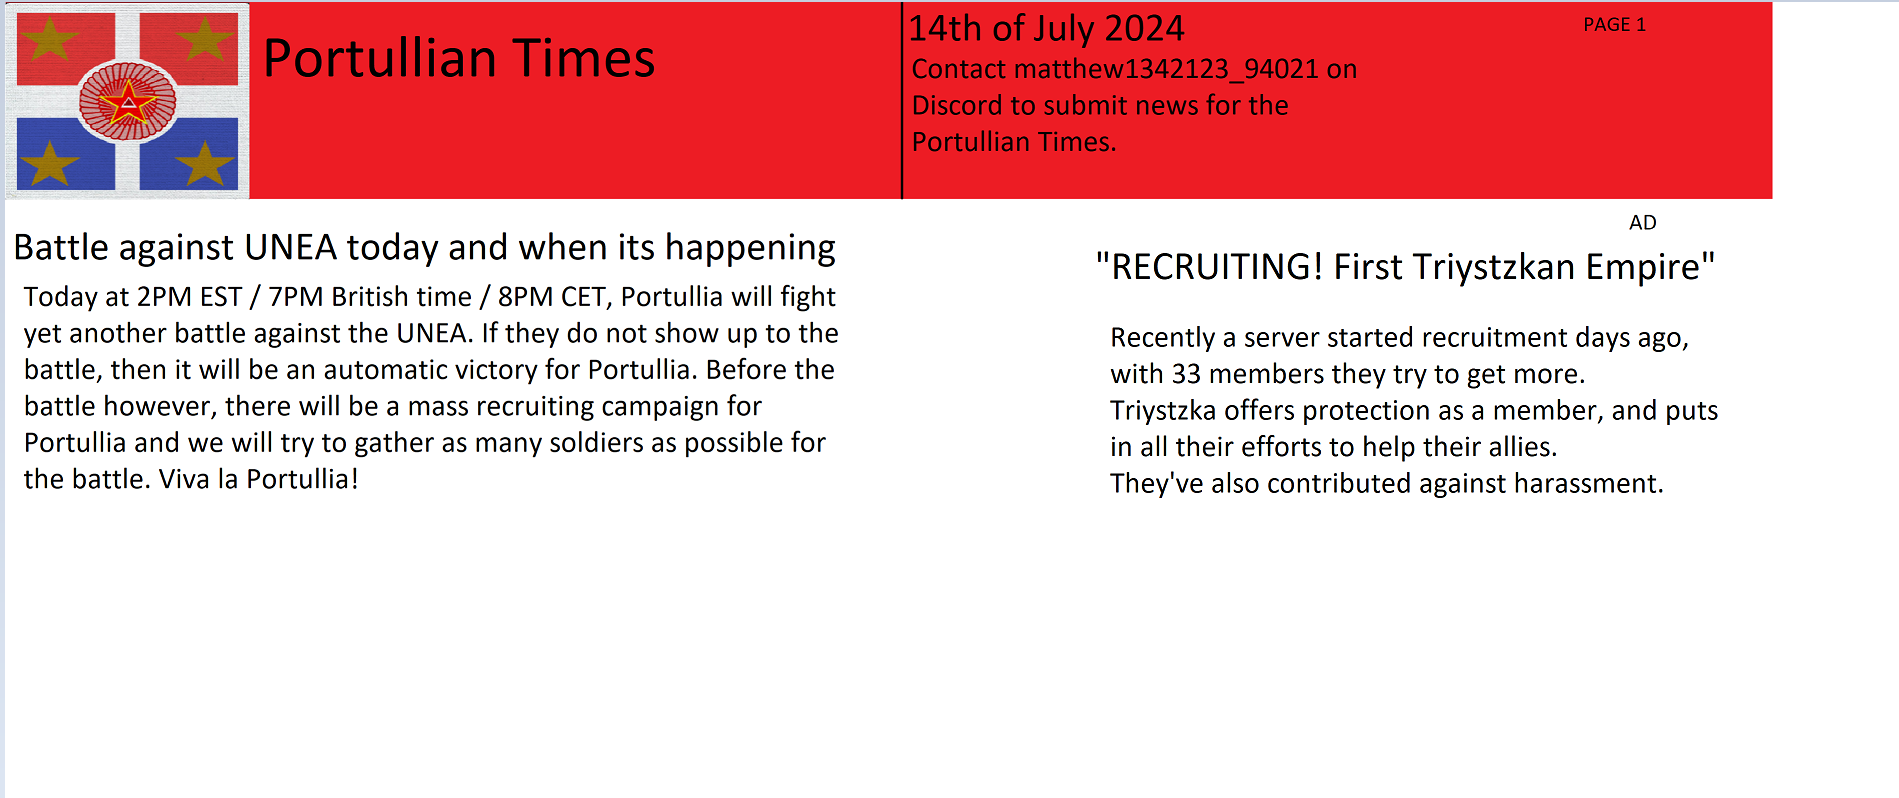 Portullian Times
14th of July 2024
PAGE 1
Contact matthew1342123_94021 on
Discord to submit news for the
Portullian Times.
Battle against UNEA today and when its happening
Today at 2PM EST / 7PM British time / 8PM CET, Portullia will fight
yet another battle against the UNEA. If they do not show up to the
battle, then it will be an automatic victory for Portullia. Before the
battle however, there will be a mass recruiting campaign for
Portullia and we will try to gather as many soldiers as possible for
the battle. Viva la Portullia!
AD
"RECRUITING! First Triystzkan Empire"
Recently a server started recruitment days ago,
with 33 members they try to get more.
Triystzka offers protection as a member, and puts
in all their efforts to help their allies.
They've also contributed against harassment.